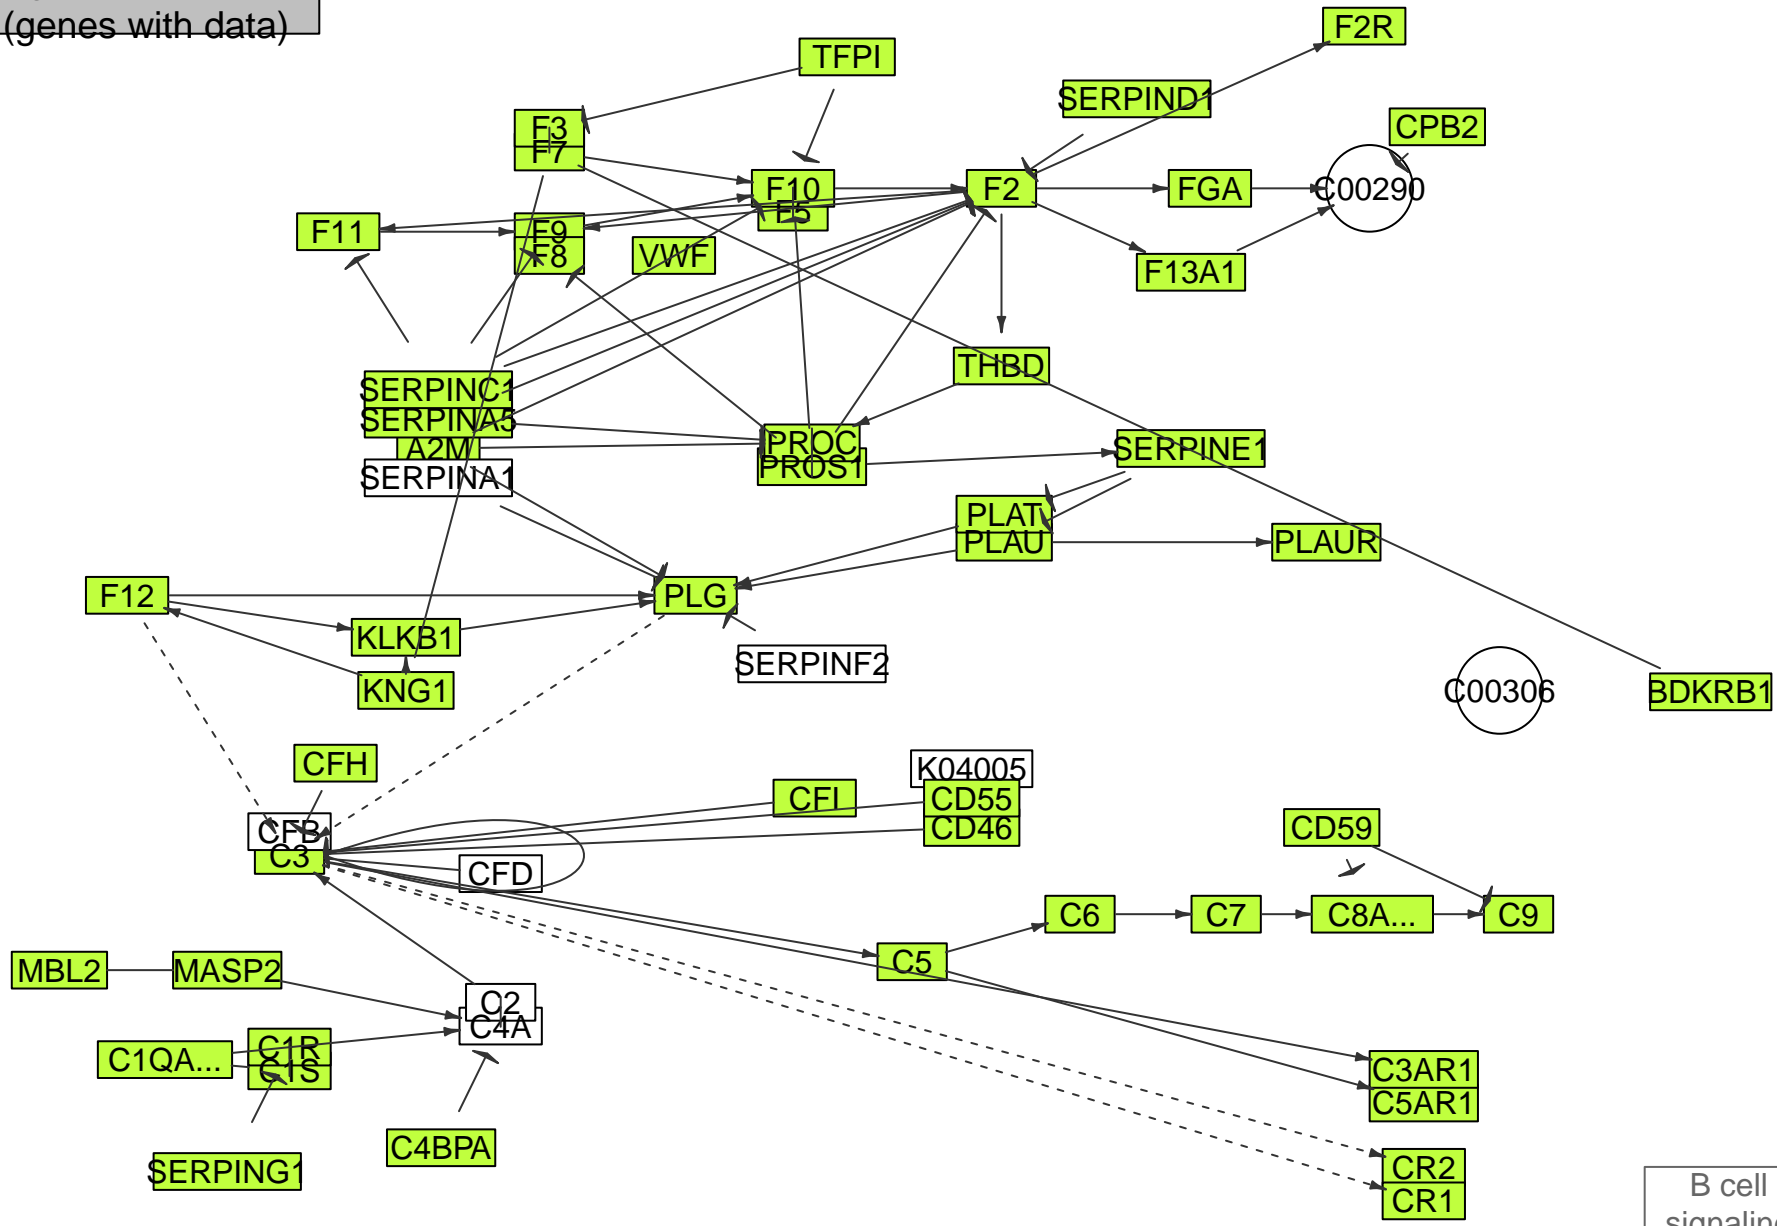 (genes with data)
F2R
TFPI
SERPIND1
CPB2
F3
F7
F10
F5
F2
FGA
C00290
F11
F9
F8
VWF
F13A1
THBD
SERPINC1
SERPINA5
A2M
SERPINA1
PROC
PROS1
SERPINE1
PLAT
PLAU
PLAUR
F12
PLG
KLKB1
SERPINF2
KNG1
C00306
BDKRB1
CFH
K04005
CFI
CD55
CD46
CFB
C3
CD59
CFD
C6
C7
C8A...
C9
C5
MBL2
MASP2
C2
C4A
C1QA...
C1R
C1S
C3AR1
C5AR1
C4BPA
SERPING1
CR2
CR1
B cell
signaling